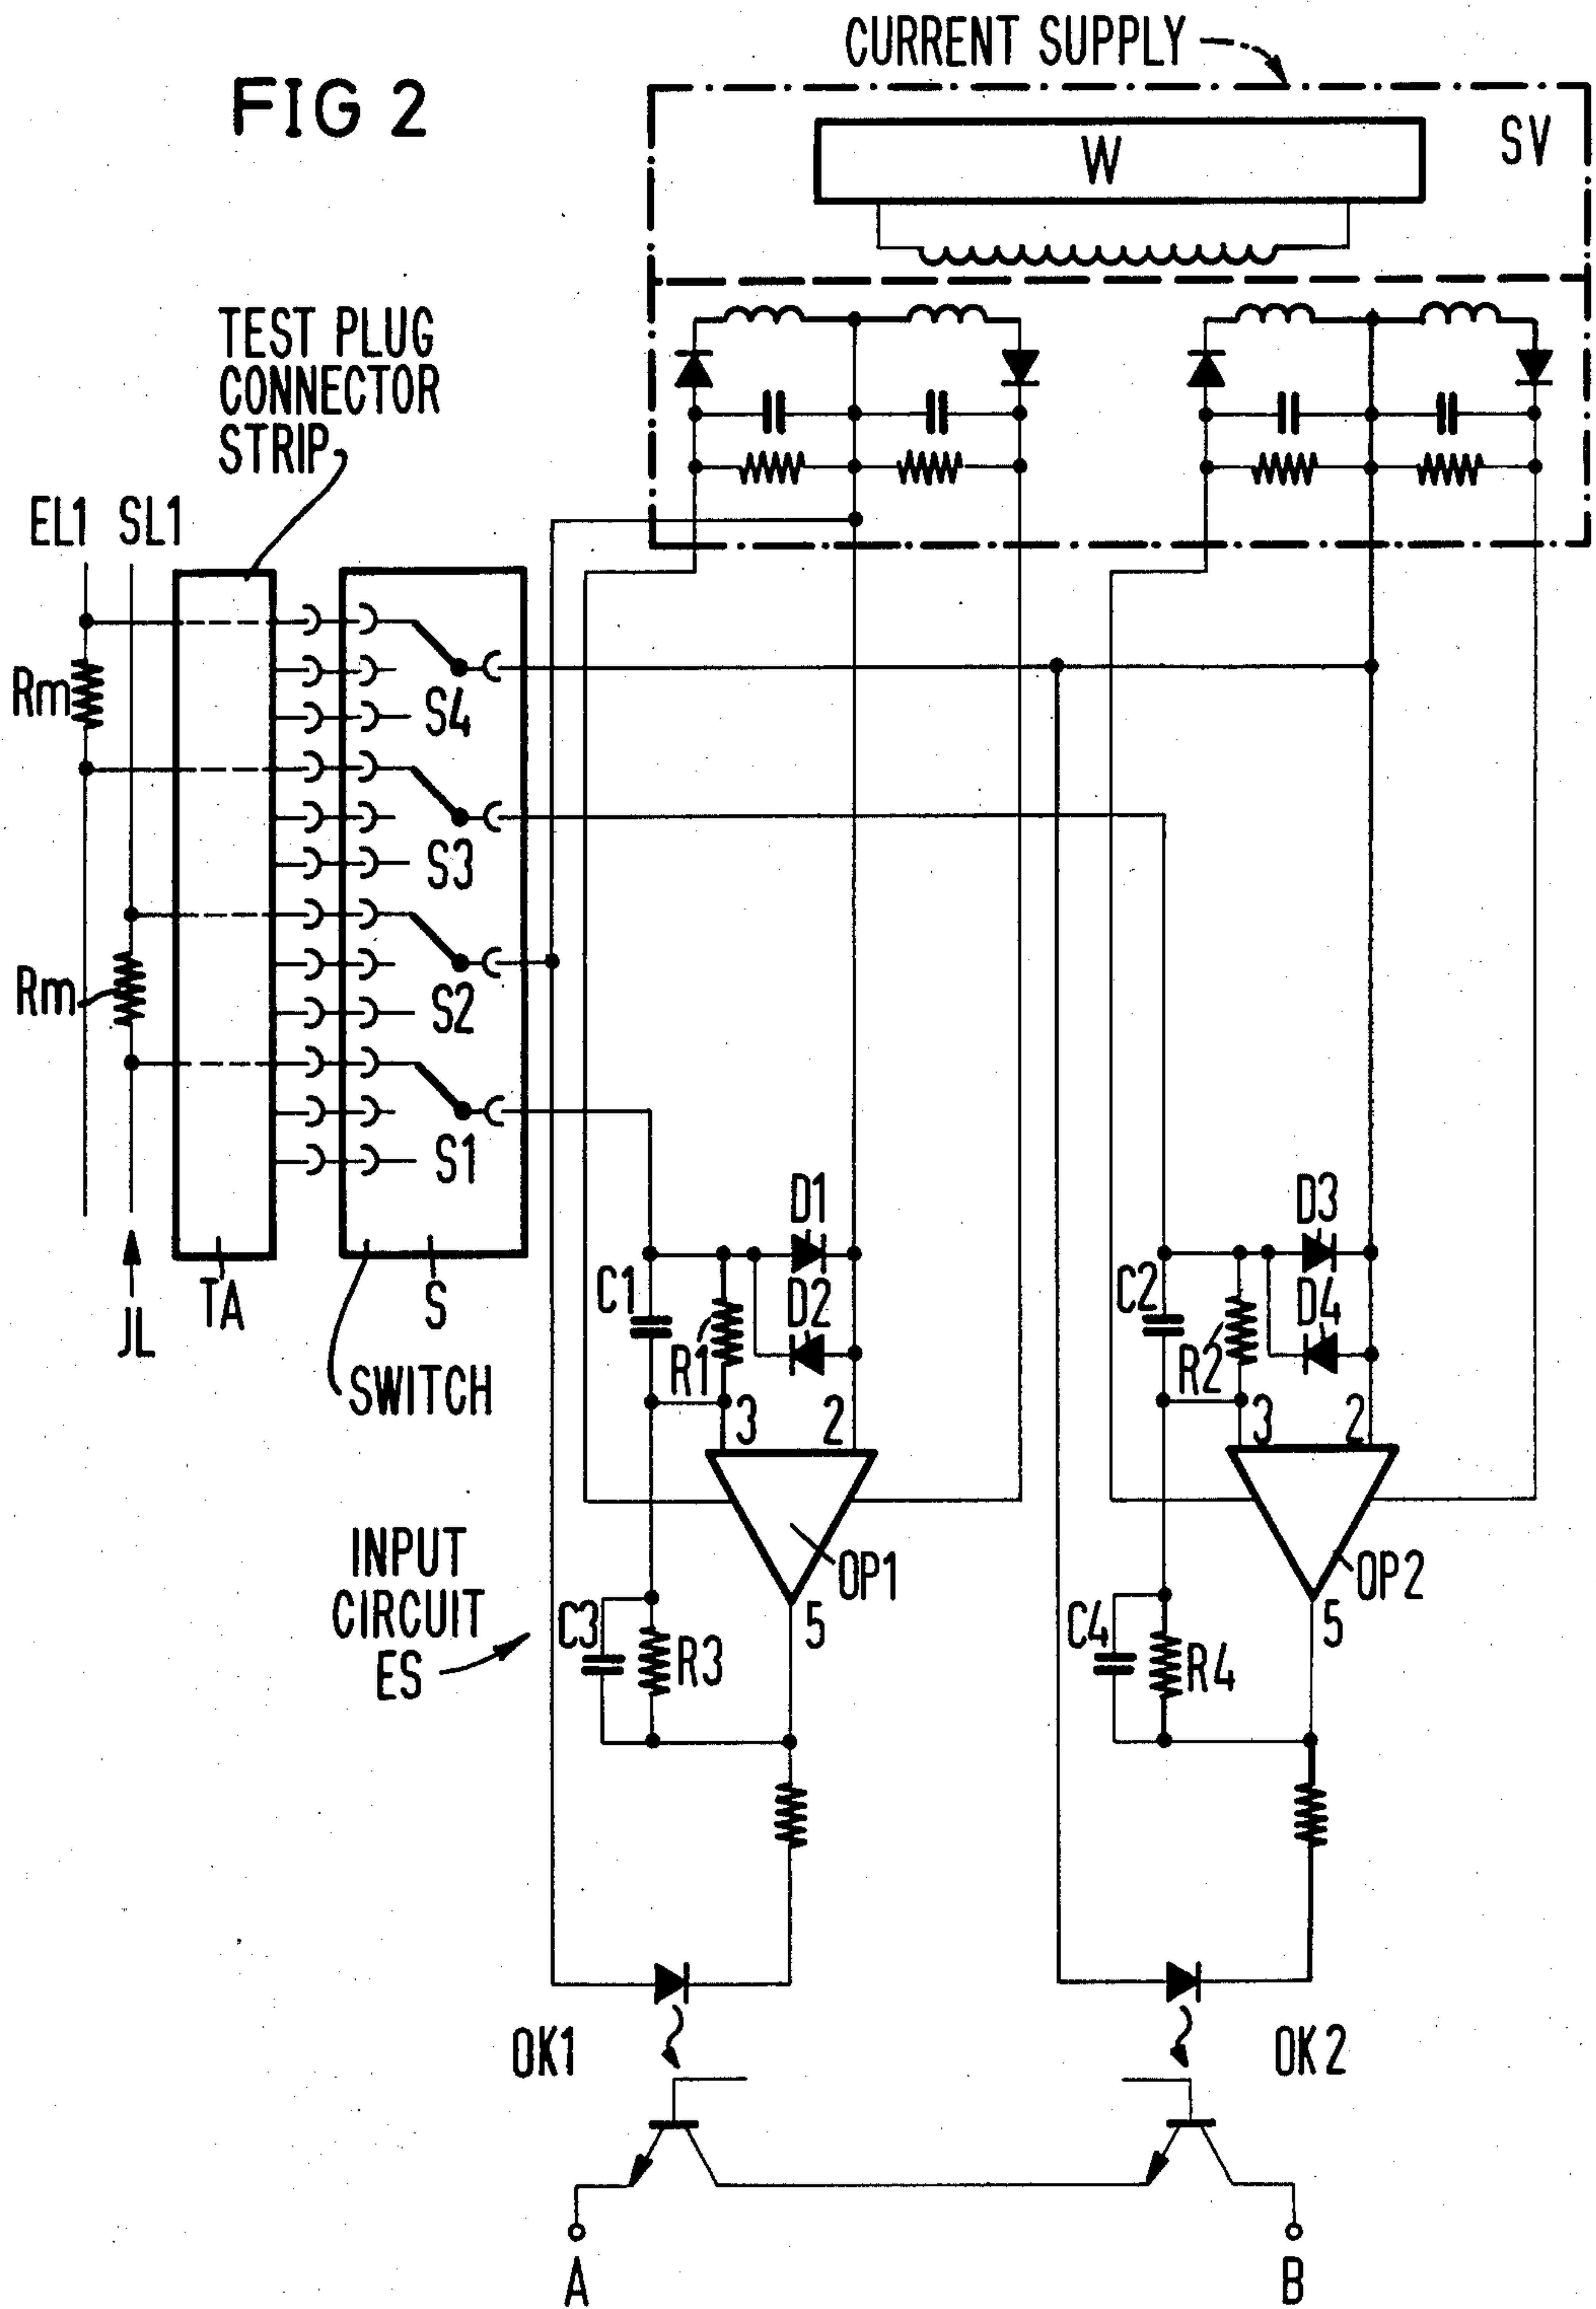 FIG 2
CURRENT SUPPLY
SV
W
TEST PLUG
CONNECTOR
STRIP
EL1 SL1
Rm
S4
S3
Rm
S2
S1
TA
S
JL
SWITCH
D1
D3
C1
D2
C2
D4
R1
R2
3 2
3 2
INPUT
CIRCUIT
ES
OP1
OP2
C3
R3
5
C4
R4
5
OK1
OK2
A
B